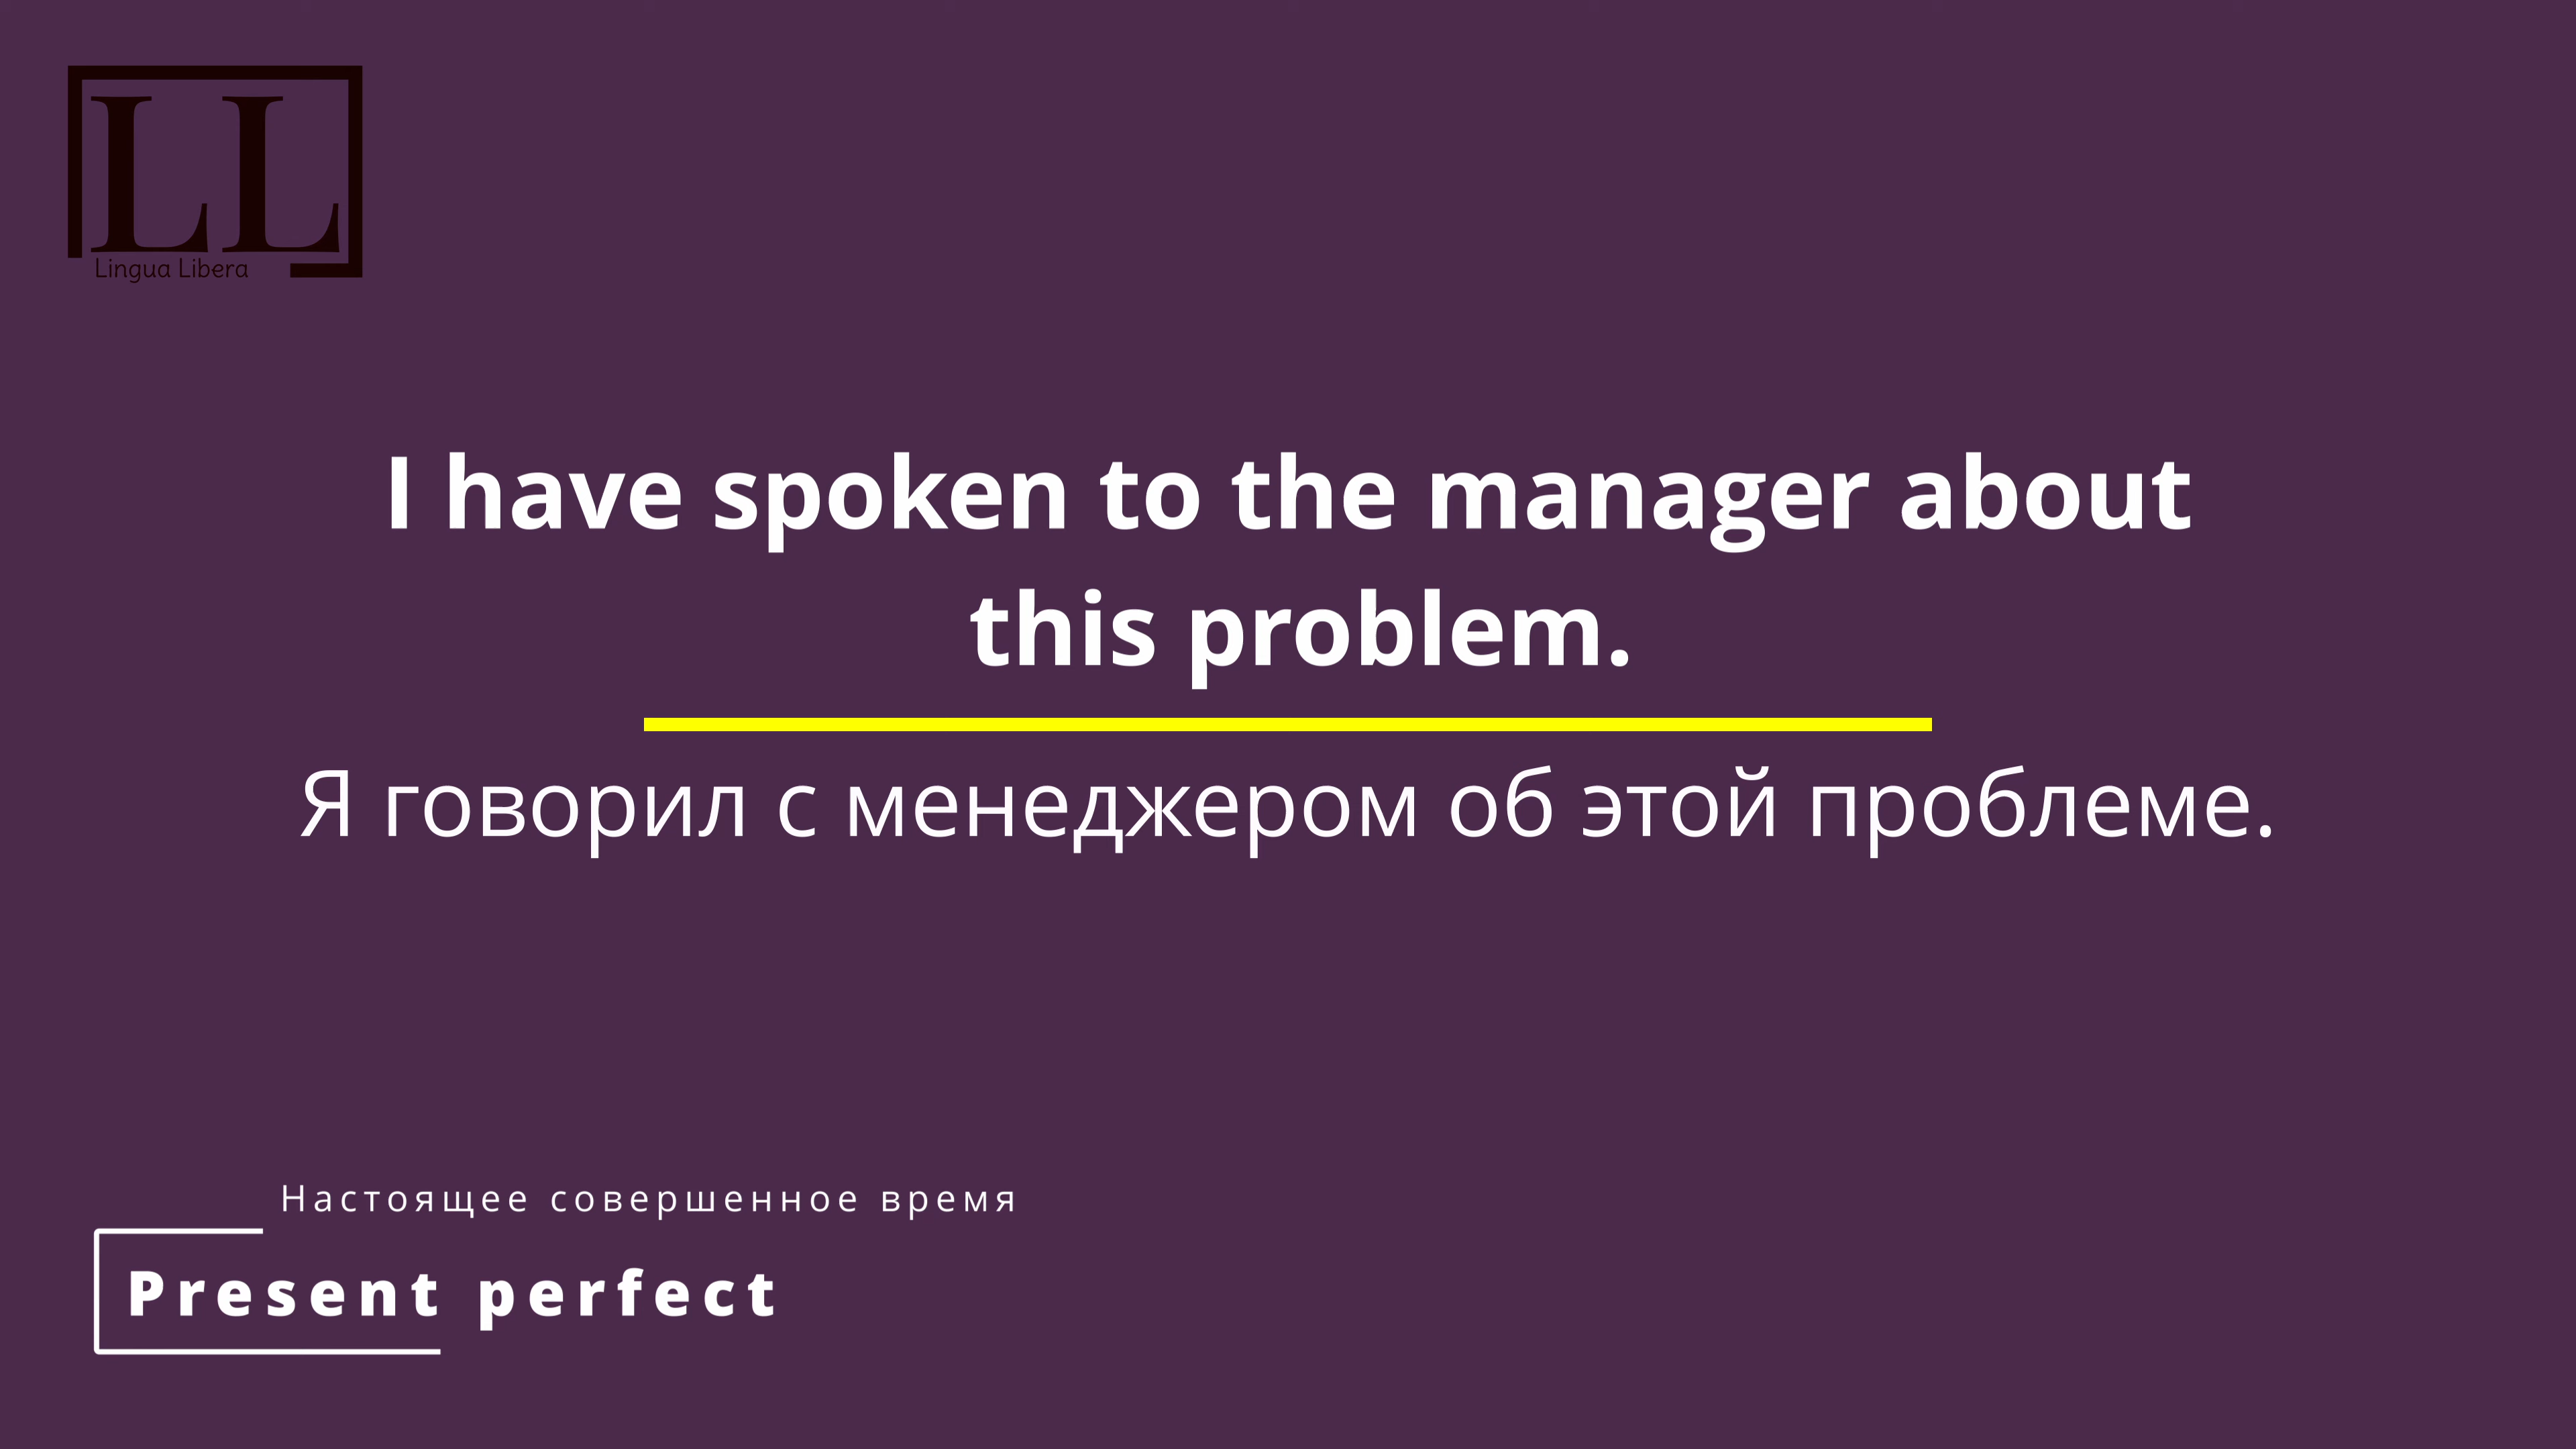 LL
Lingua Libera
I have spoken to the manager about
this problem.
Я говорил с менеджером об этой проблеме.
Настоящее совершенное время
Present perfect